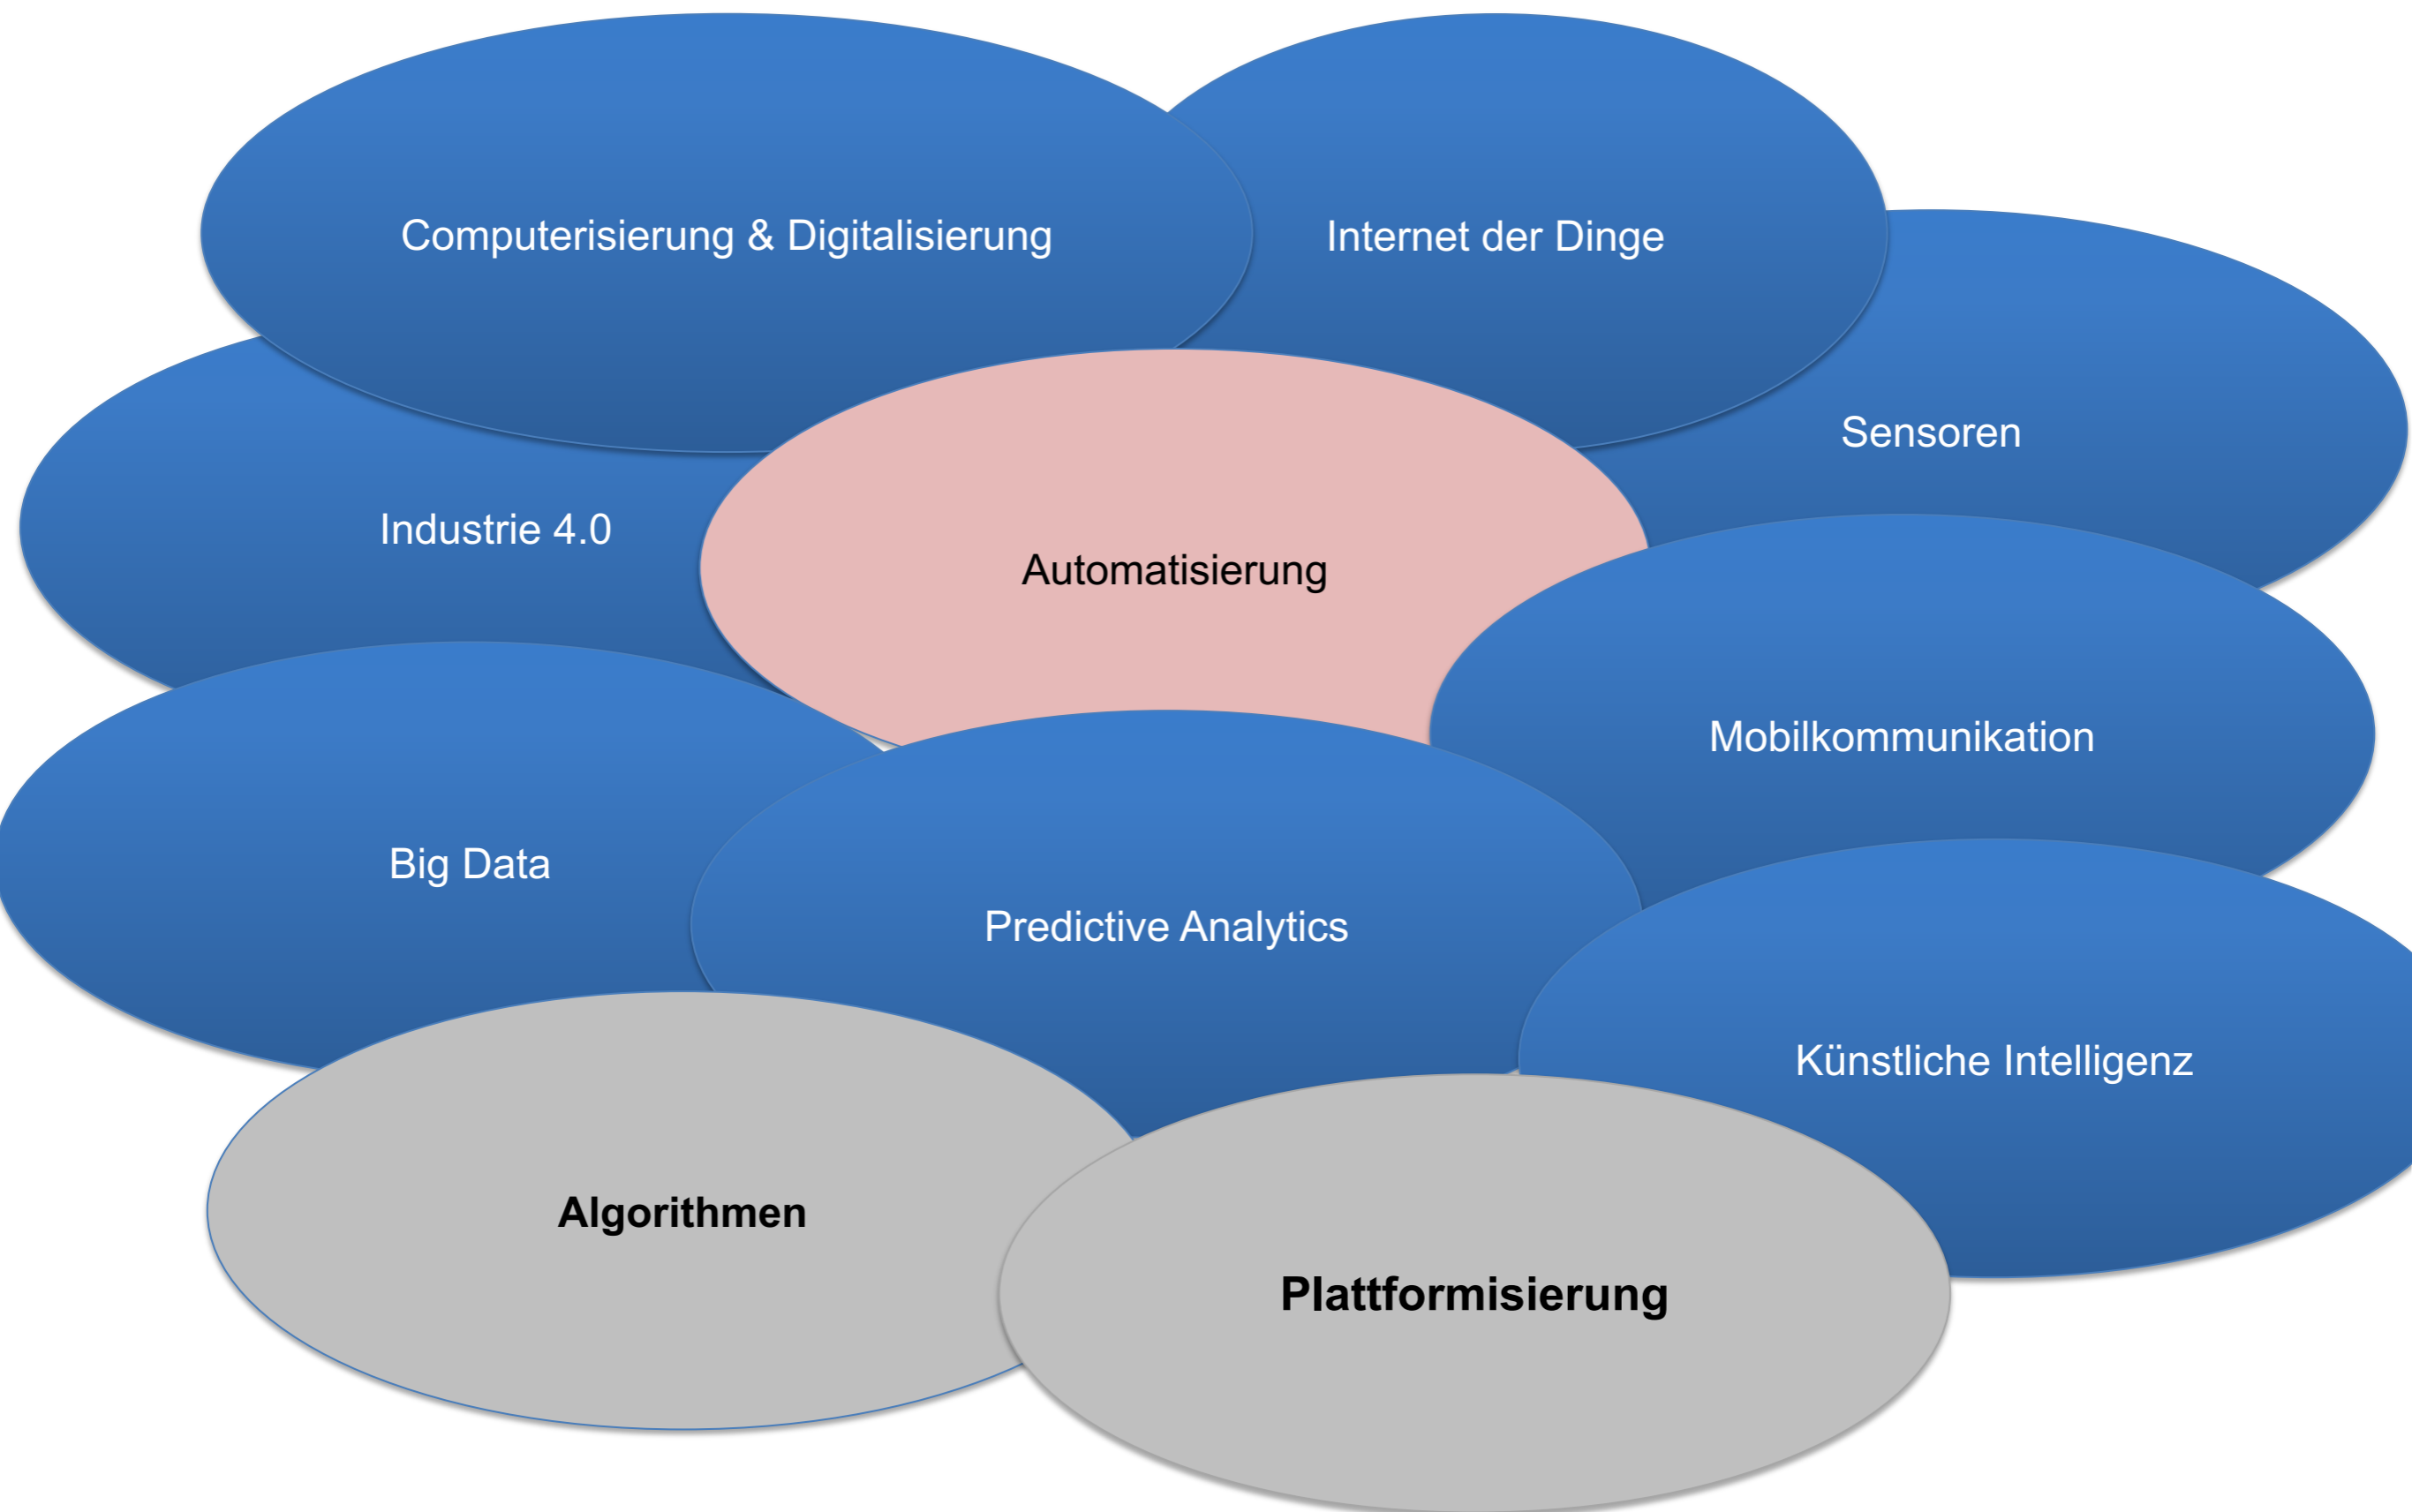 Computerisierung & Digitalisierung
Internet der Dinge
Sensoren
Industrie 4.0
Automatisierung
Mobilkommunikation
Big Data
Predictive Analytics
Künstliche Intelligenz
Algorithmen
Plattformisierung